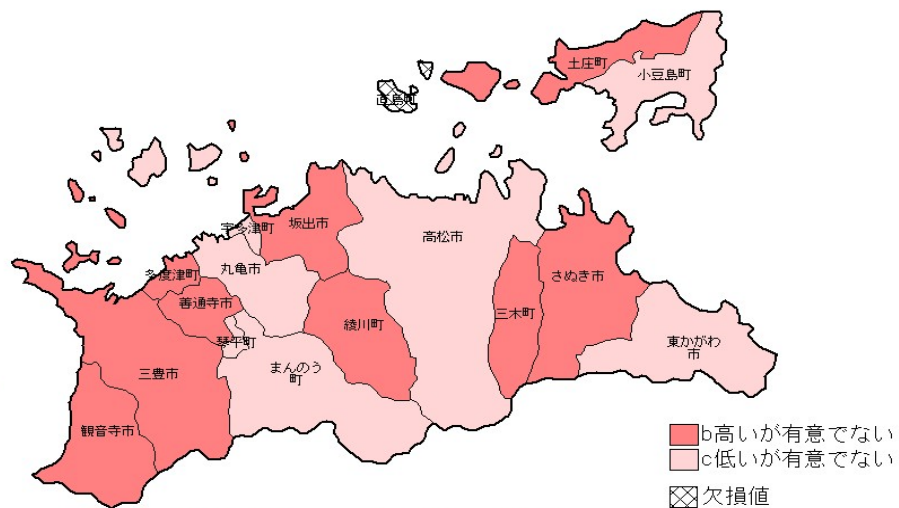 土庄町
小豆島町
直島町
宇多津町
坂出市
高松市
丸亀市
多度津町
さぬき市
善通寺市
綾川町
三木町
琴平町
東かがわ
市
まんのう
町
三豊市
観音寺市
b高いが有意でない
c低いが有意でない
欠損値